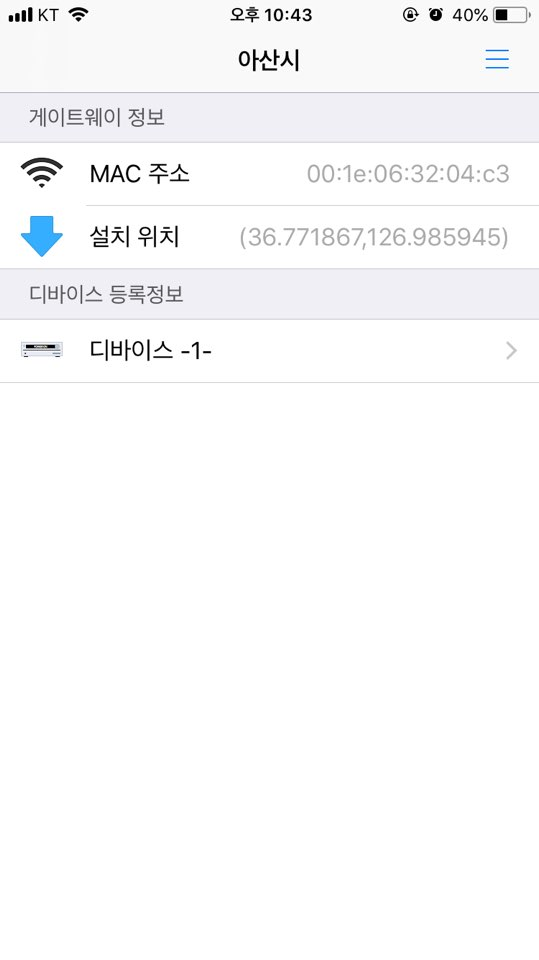 KT 오후 10:43 40%
아산시
게이트웨이 정보
MAC 주소 00:1e:06:32:04:c3
설치 위치 (36.771867,126.985945)
디바이스 등록정보
디바이스 -1-